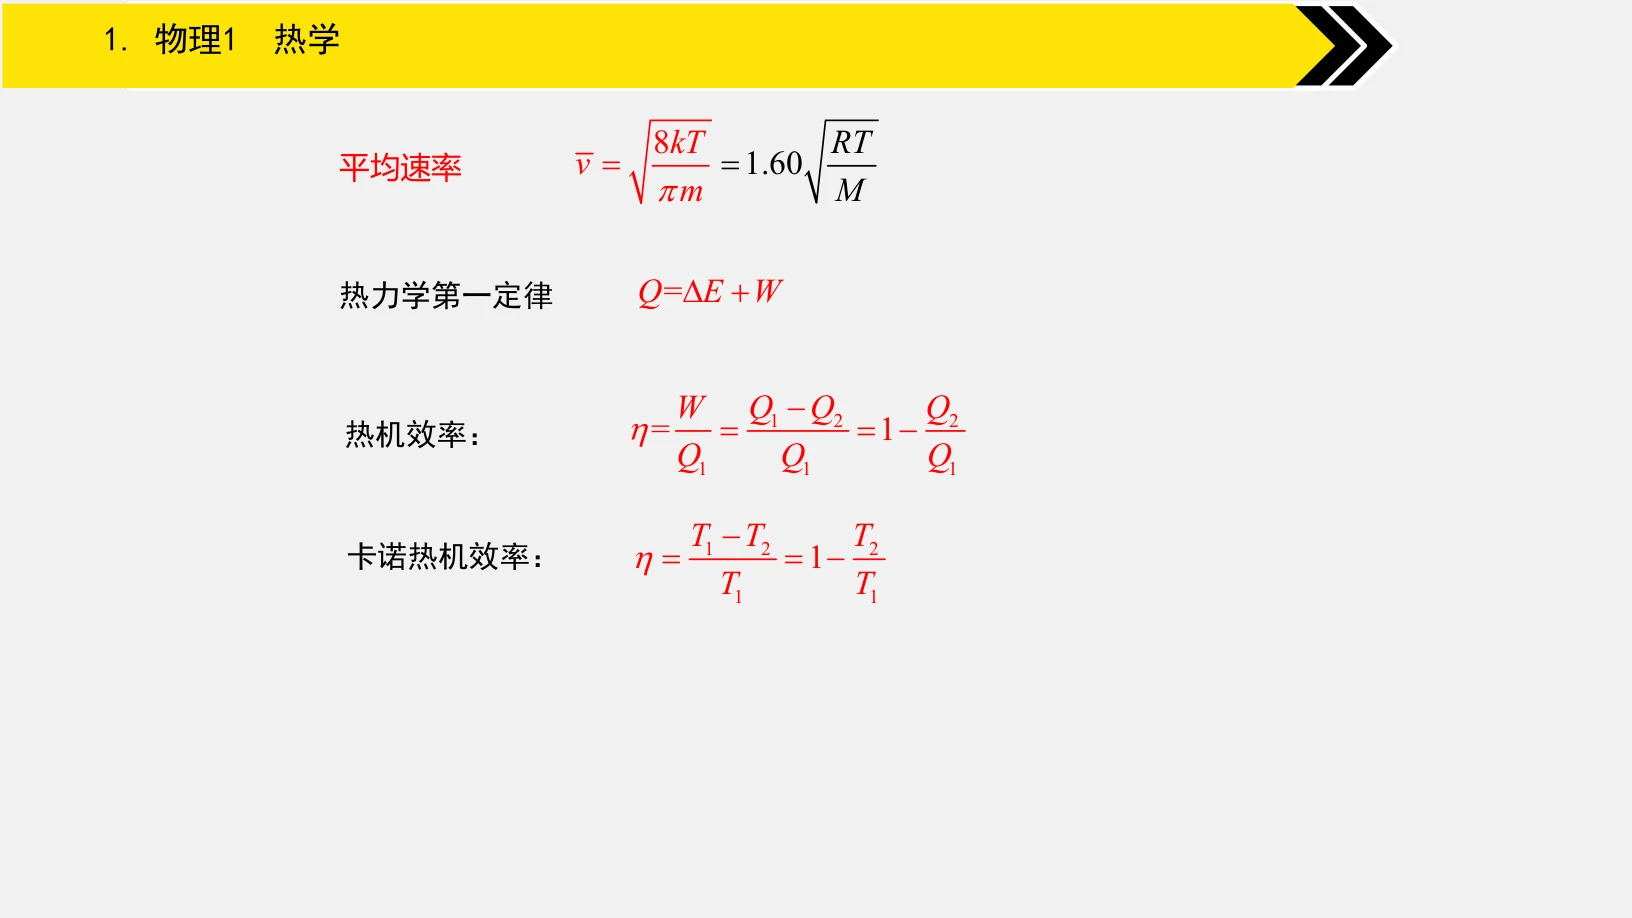 1. 物理1 热学
平均速率 v̄ = √(8kT/πm) = 1.60√(RT/M)
热力学第一定律 Q=ΔE+W
热机效率: η=W/Q₁ = (Q₁−Q₂)/Q₁ = 1−Q₂/Q₁
卡诺热机效率: η = (T₁−T₂)/T₁ = 1−T₂/T₁